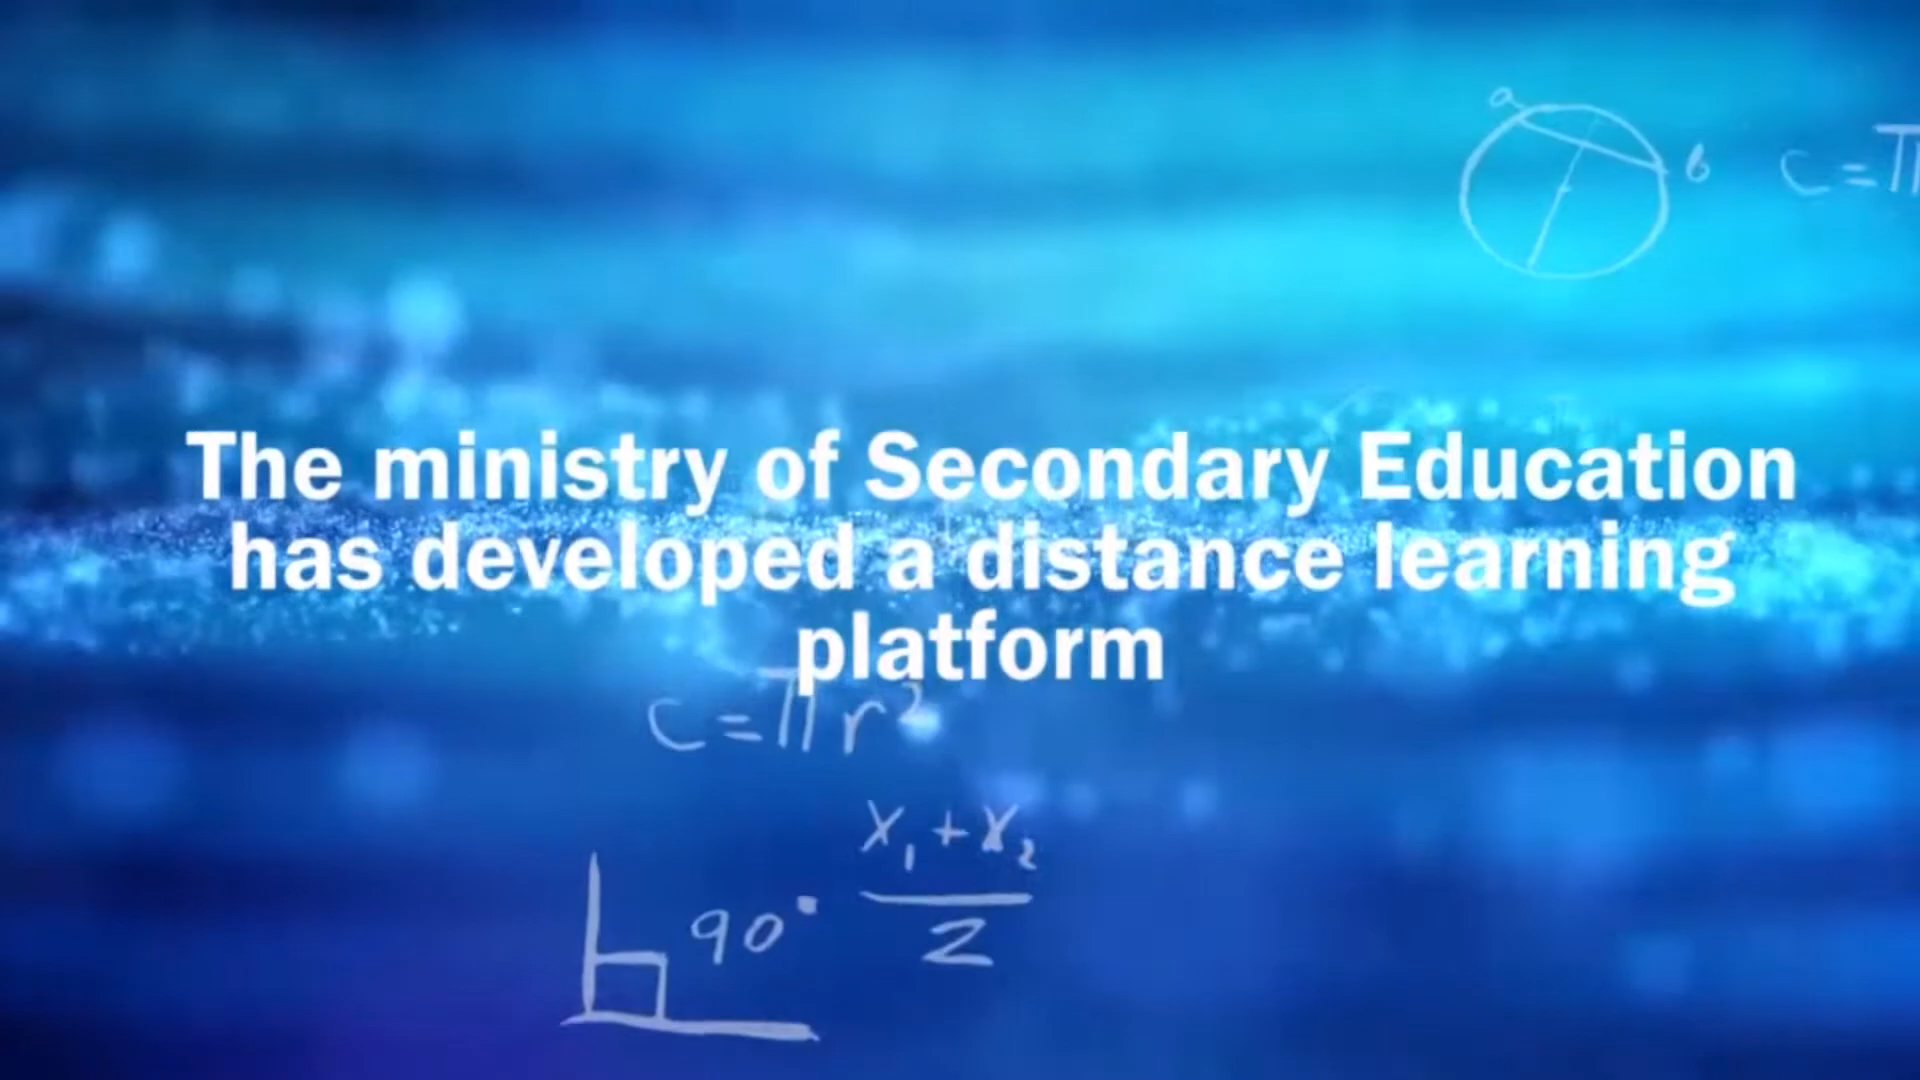 a
b
C=π
The ministry of Secondary Education
has developed a distance learning
platform
C=πr²
X₁+X₂
90°
2